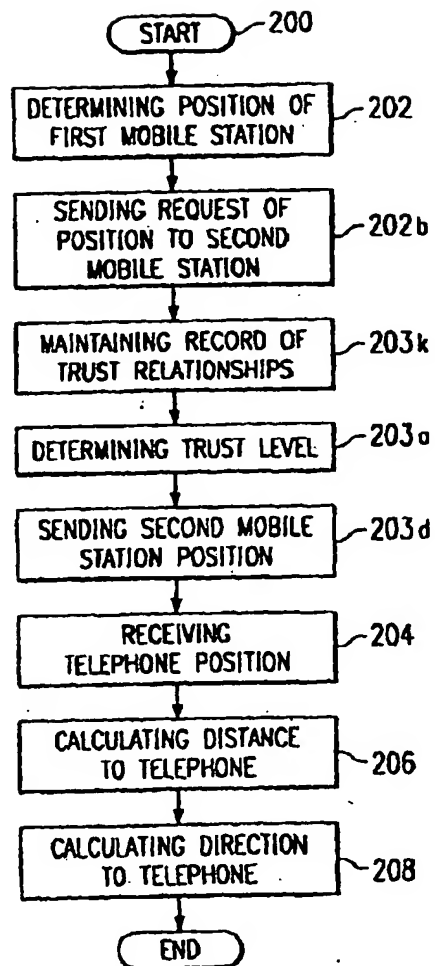 START
200
DETERMINING POSITION OF
FIRST MOBILE STATION
202
SENDING REQUEST OF
POSITION TO SECOND
MOBILE STATION
202b
MAINTAINING RECORD OF
TRUST RELATIONSHIPS
203k
DETERMINING TRUST LEVEL
203a
SENDING SECOND MOBILE
STATION POSITION
203d
RECEIVING
TELEPHONE POSITION
204
CALCULATING DISTANCE
TO TELEPHONE
206
CALCULATING DIRECTION
TO TELEPHONE
208
END